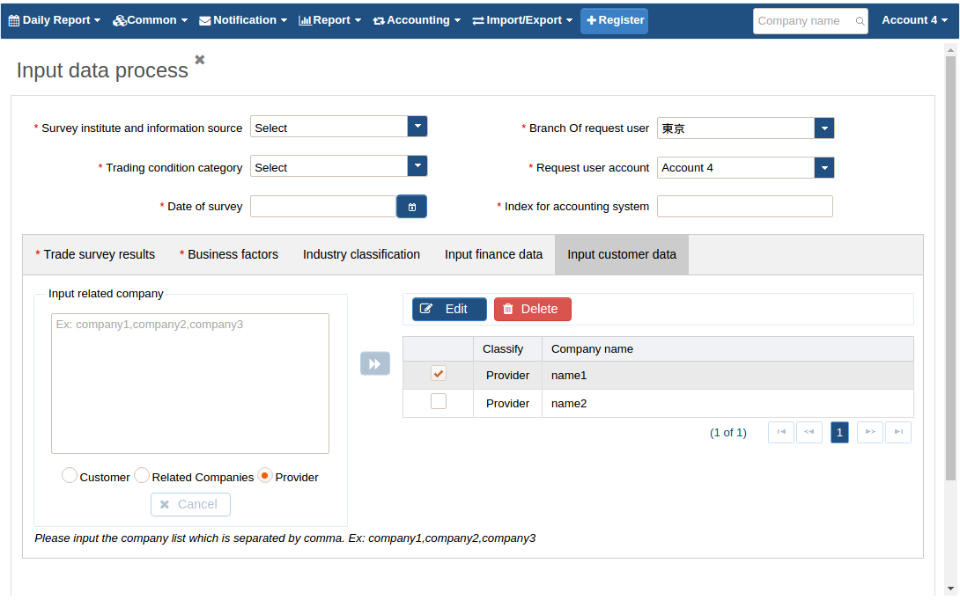 Daily Report Common Notification Report Accounting Import/Export Register Company name Account 4
Input data process
* Survey institute and information source Select * Branch Of request user 東京
* Trading condition category Select * Request user account Account 4
* Date of survey * Index for accounting system
* Trade survey results * Business factors Industry classification Input finance data Input customer data
Input related company
Ex: company1,company2,company3
Customer Related Companies Provider
Cancel
Edit Delete
Classify Company name
Provider name1
Provider name2
(1 of 1) 1
Please input the company list which is separated by comma. Ex: company1,company2,company3